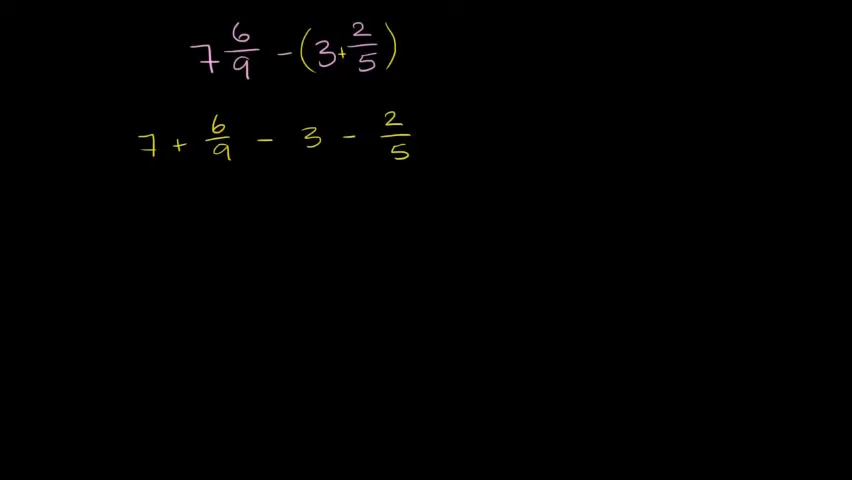 7 6/9 - (3 + 2/5)
7 + 6/9 - 3 - 2/5